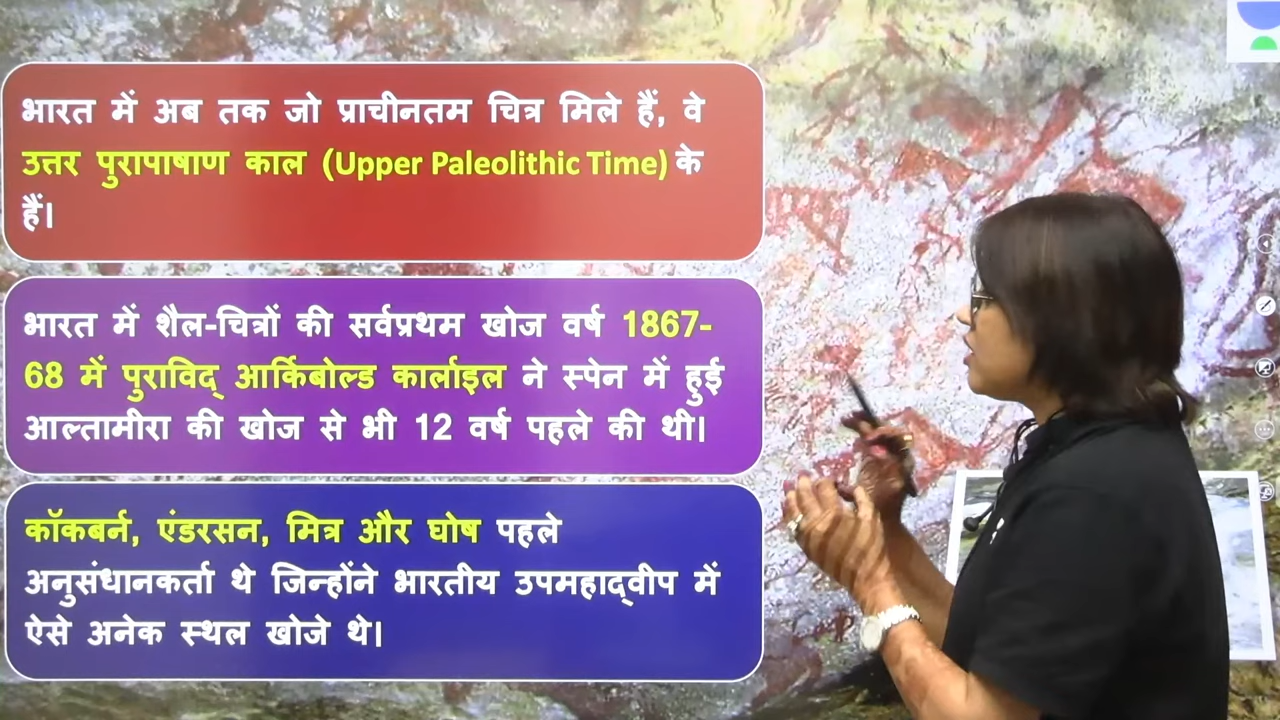 भारत में अब तक जो प्राचीनतम चित्र मिले हैं, वे
उत्तर पुरापाषाण काल (Upper Paleolithic Time) के
हैं।
भारत में शैल-चित्रों की सर्वप्रथम खोज वर्ष 1867-
68 में पुराविद् आर्किबोल्ड कार्लाइल ने स्पेन में हुई
आल्तामीरा की खोज से भी 12 वर्ष पहले की थी।
कॉकबर्न, एंडरसन, मित्र और घोष पहले
अनुसंधानकर्ता थे जिन्होंने भारतीय उपमहाद्वीप में
ऐसे अनेक स्थल खोजे थे।